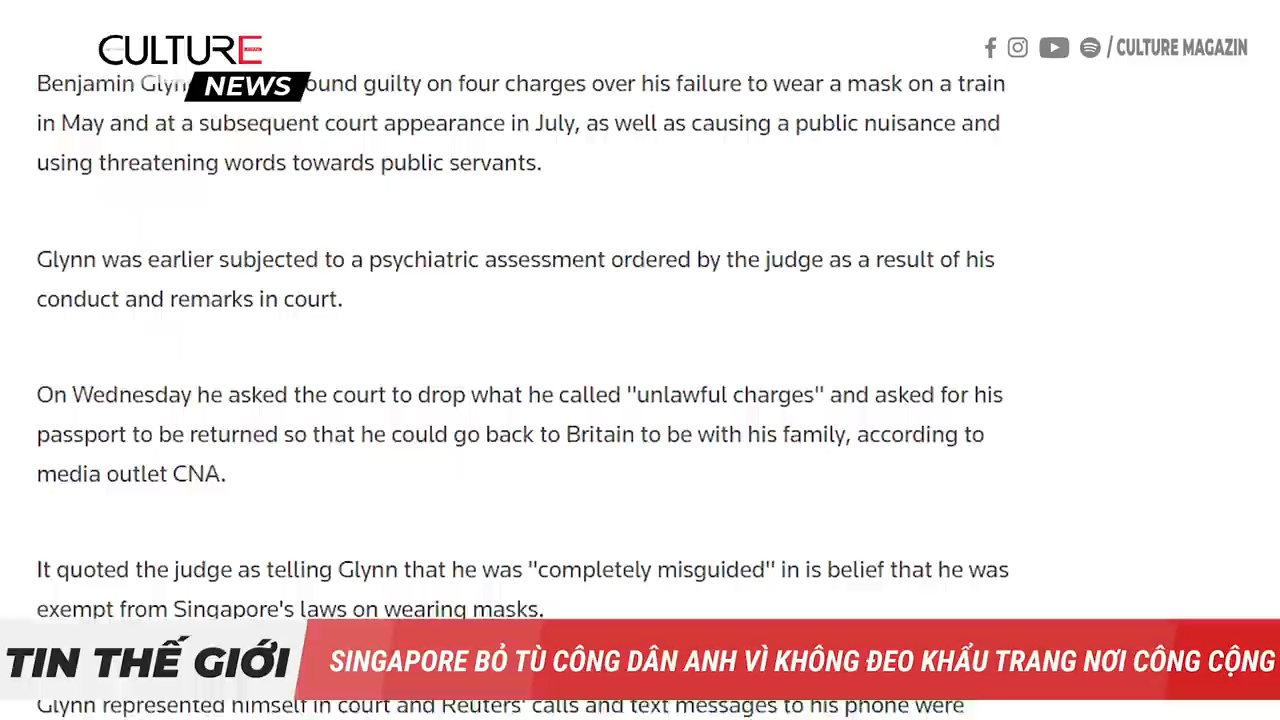 CULTURE
NEWS
/ CULTURE MAGAZIN
Benjamin Glyn ound guilty on four charges over his failure to wear a mask on a train
in May and at a subsequent court appearance in July, as well as causing a public nuisance and
using threatening words towards public servants.
Glynn was earlier subjected to a psychiatric assessment ordered by the judge as a result of his
conduct and remarks in court.
On Wednesday he asked the court to drop what he called "unlawful charges" and asked for his
passport to be returned so that he could go back to Britain to be with his family, according to
media outlet CNA.
It quoted the judge as telling Glynn that he was "completely misguided" in is belief that he was
exempt from Singapore's laws on wearing masks.
TIN THẾ GIỚI
SINGAPORE BỎ TÙ CÔNG DÂN ANH VÌ KHÔNG ĐEO KHẨU TRANG NƠI CÔNG CỘNG
Glynn represented himself in court and Reuters' calls and text messages to his phone were